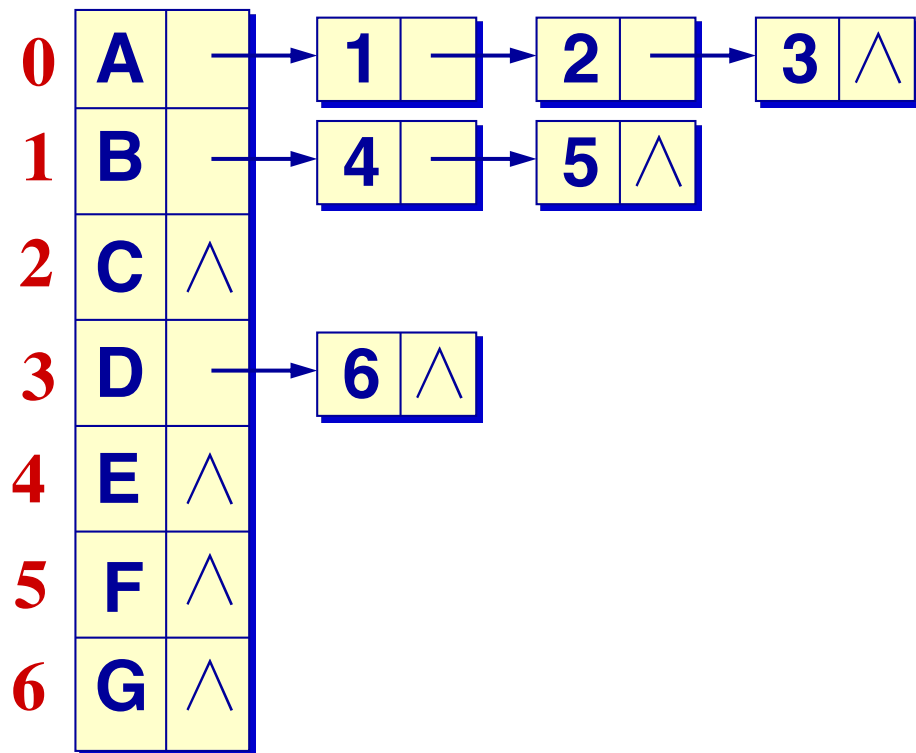 0 A 1 2 3 ∧
1 B 4 5 ∧
2 C ∧
3 D 6 ∧
4 E ∧
5 F ∧
6 G ∧